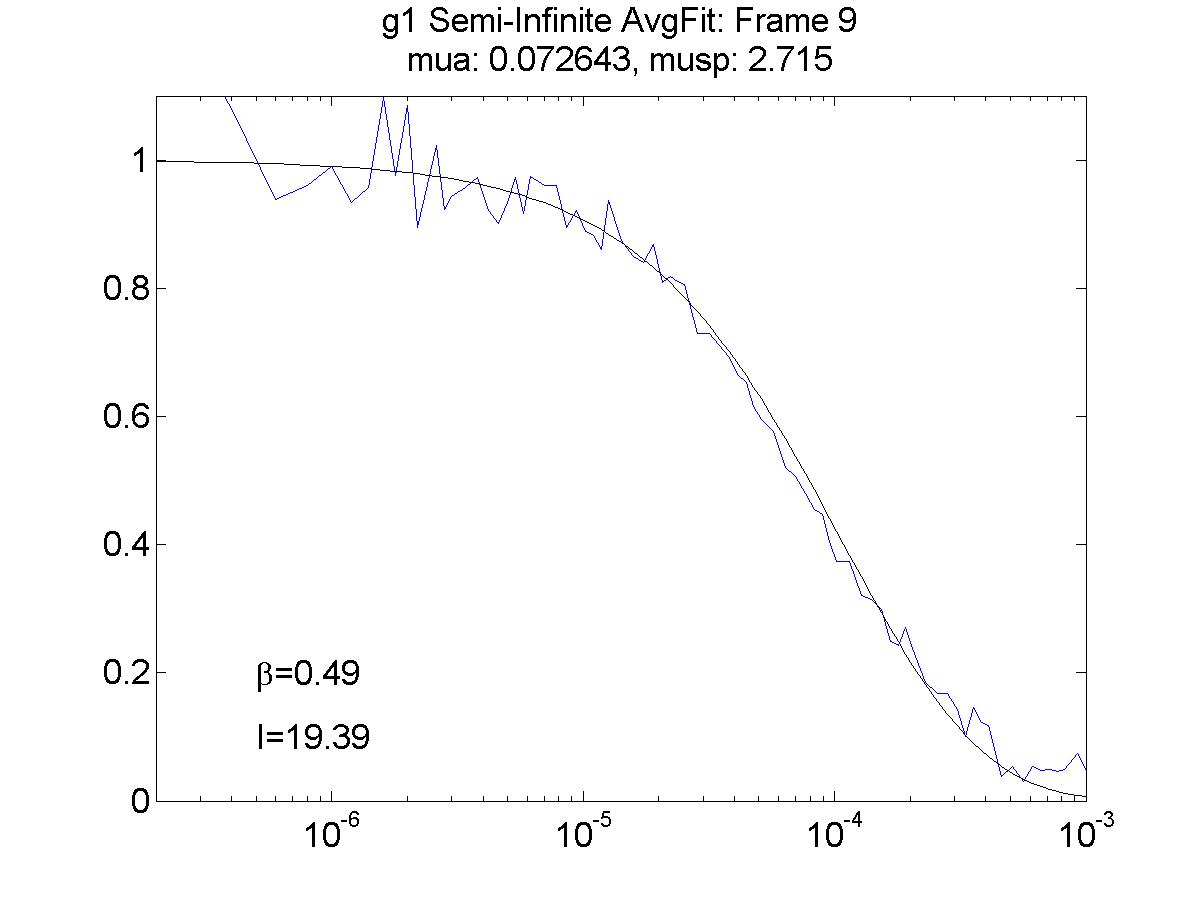 g1 Semi-Infinite AvgFit: Frame 9
mua: 0.072643, musp: 2.715
1
0.8
0.6
0.4
0.2
0
β=0.49
I=19.39
10^-6
10^-5
10^-4
10^-3